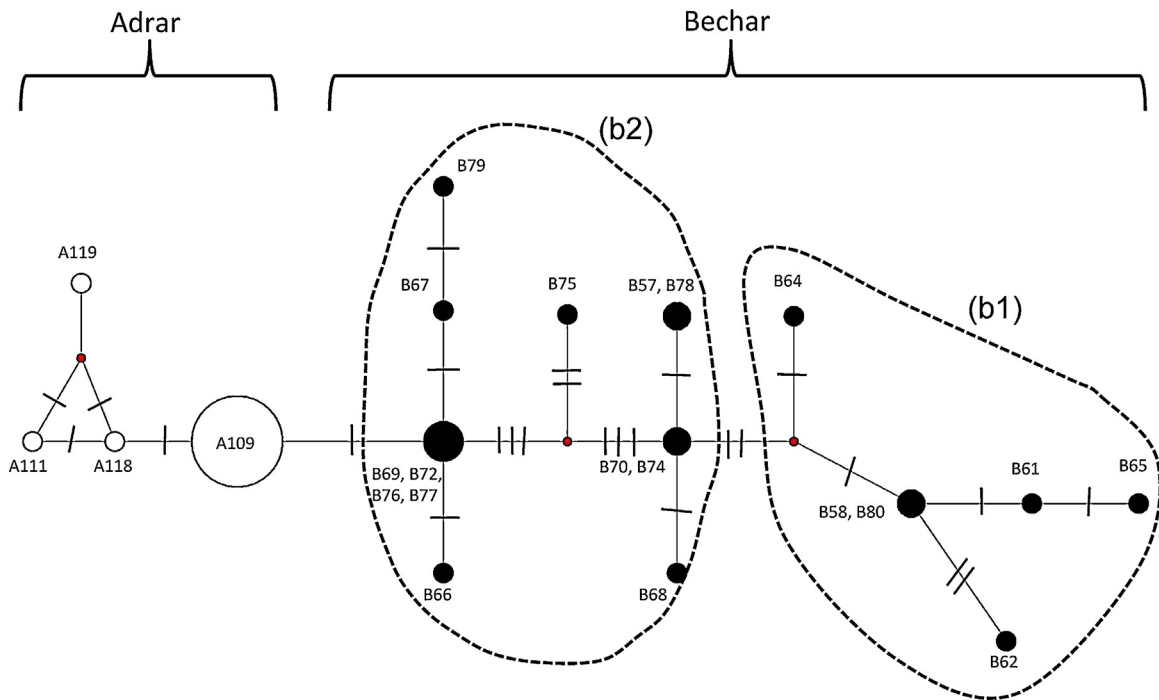 Adrar
Bechar
(b2)
B79
A119
B67
B75
B57, B78
B64
(b1)
A111
A118
A109
B69, B72,
B76, B77
B70, B74
B58, B80
B61
B65
B66
B68
B62